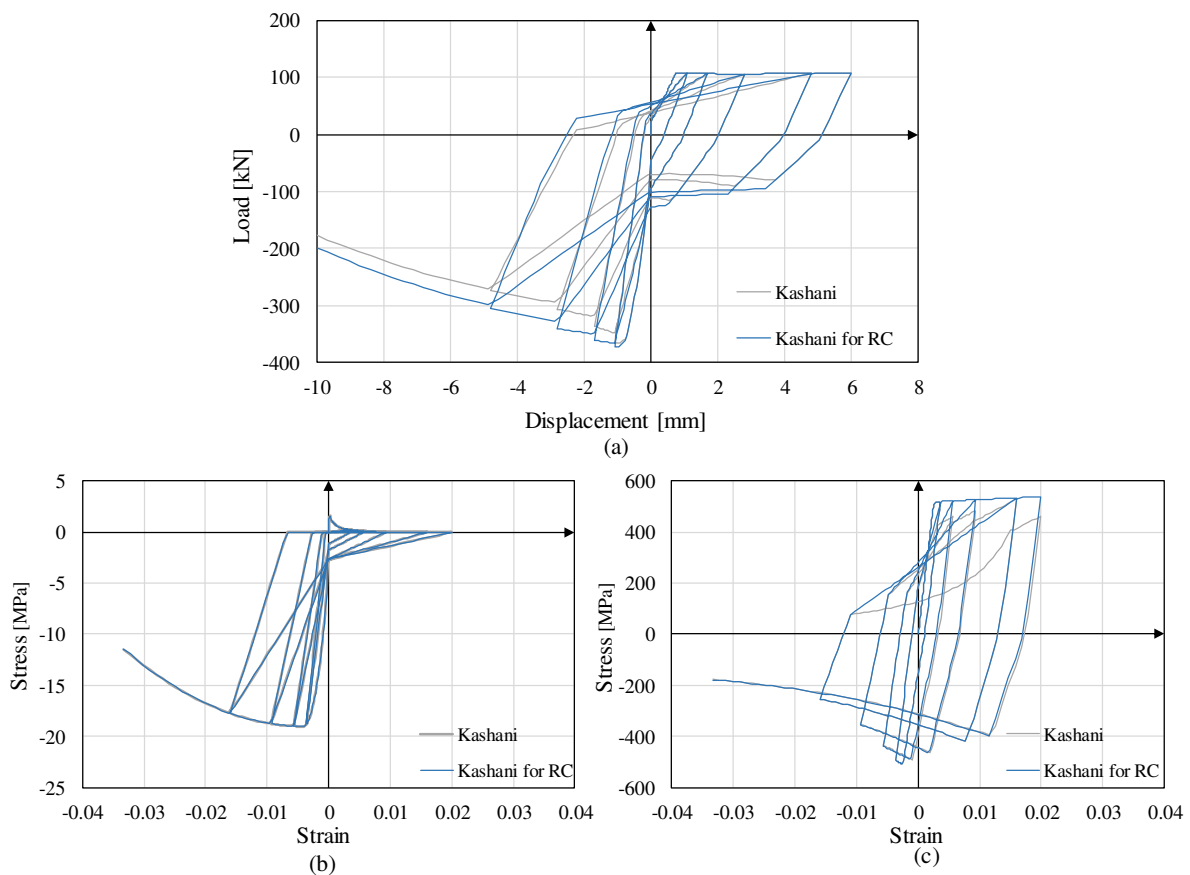 200
100
0
-100
-200
-300
-400
Load [kN]
-10 -8 -6 -4 -2 0 2 4 6 8
Displacement [mm]
Kashani
Kashani for RC
(a)
5
0
-5
-10
-15
-20
-25
Stress [MPa]
-0.04 -0.03 -0.02 -0.01 0 0.01 0.02 0.03 0.04
Strain
Kashani
Kashani for RC
(b)
600
400
200
0
-200
-400
-600
Stress [MPa]
-0.04 -0.03 -0.02 -0.01 0 0.01 0.02 0.03 0.04
Strain
Kashani
Kashani for RC
(c)